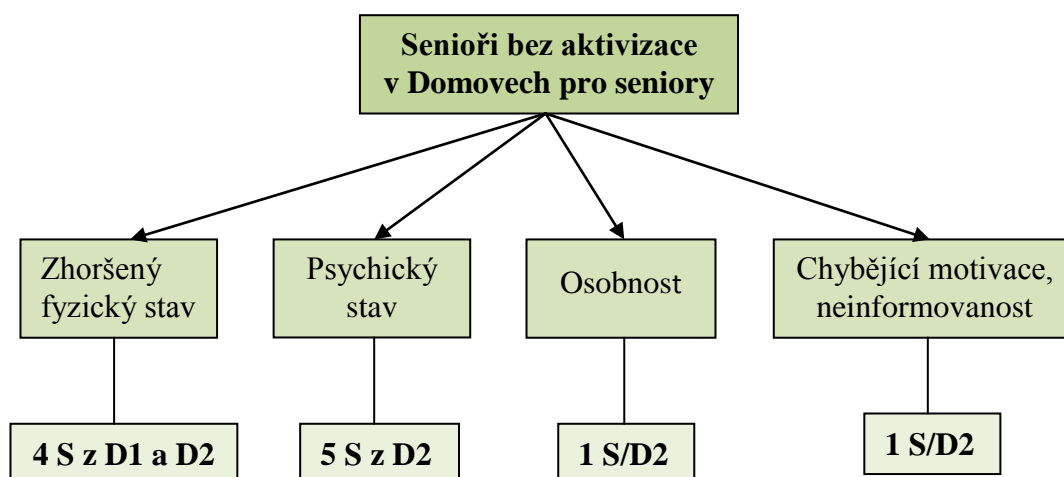 Senioři bez aktivizace
v Domovech pro seniory
Zhoršený
fyzický stav
Psychický
stav
Osobnost
Chybějící motivace,
neinformovanost
4 S z D1 a D2
5 S z D2
1 S/D2
1 S/D2